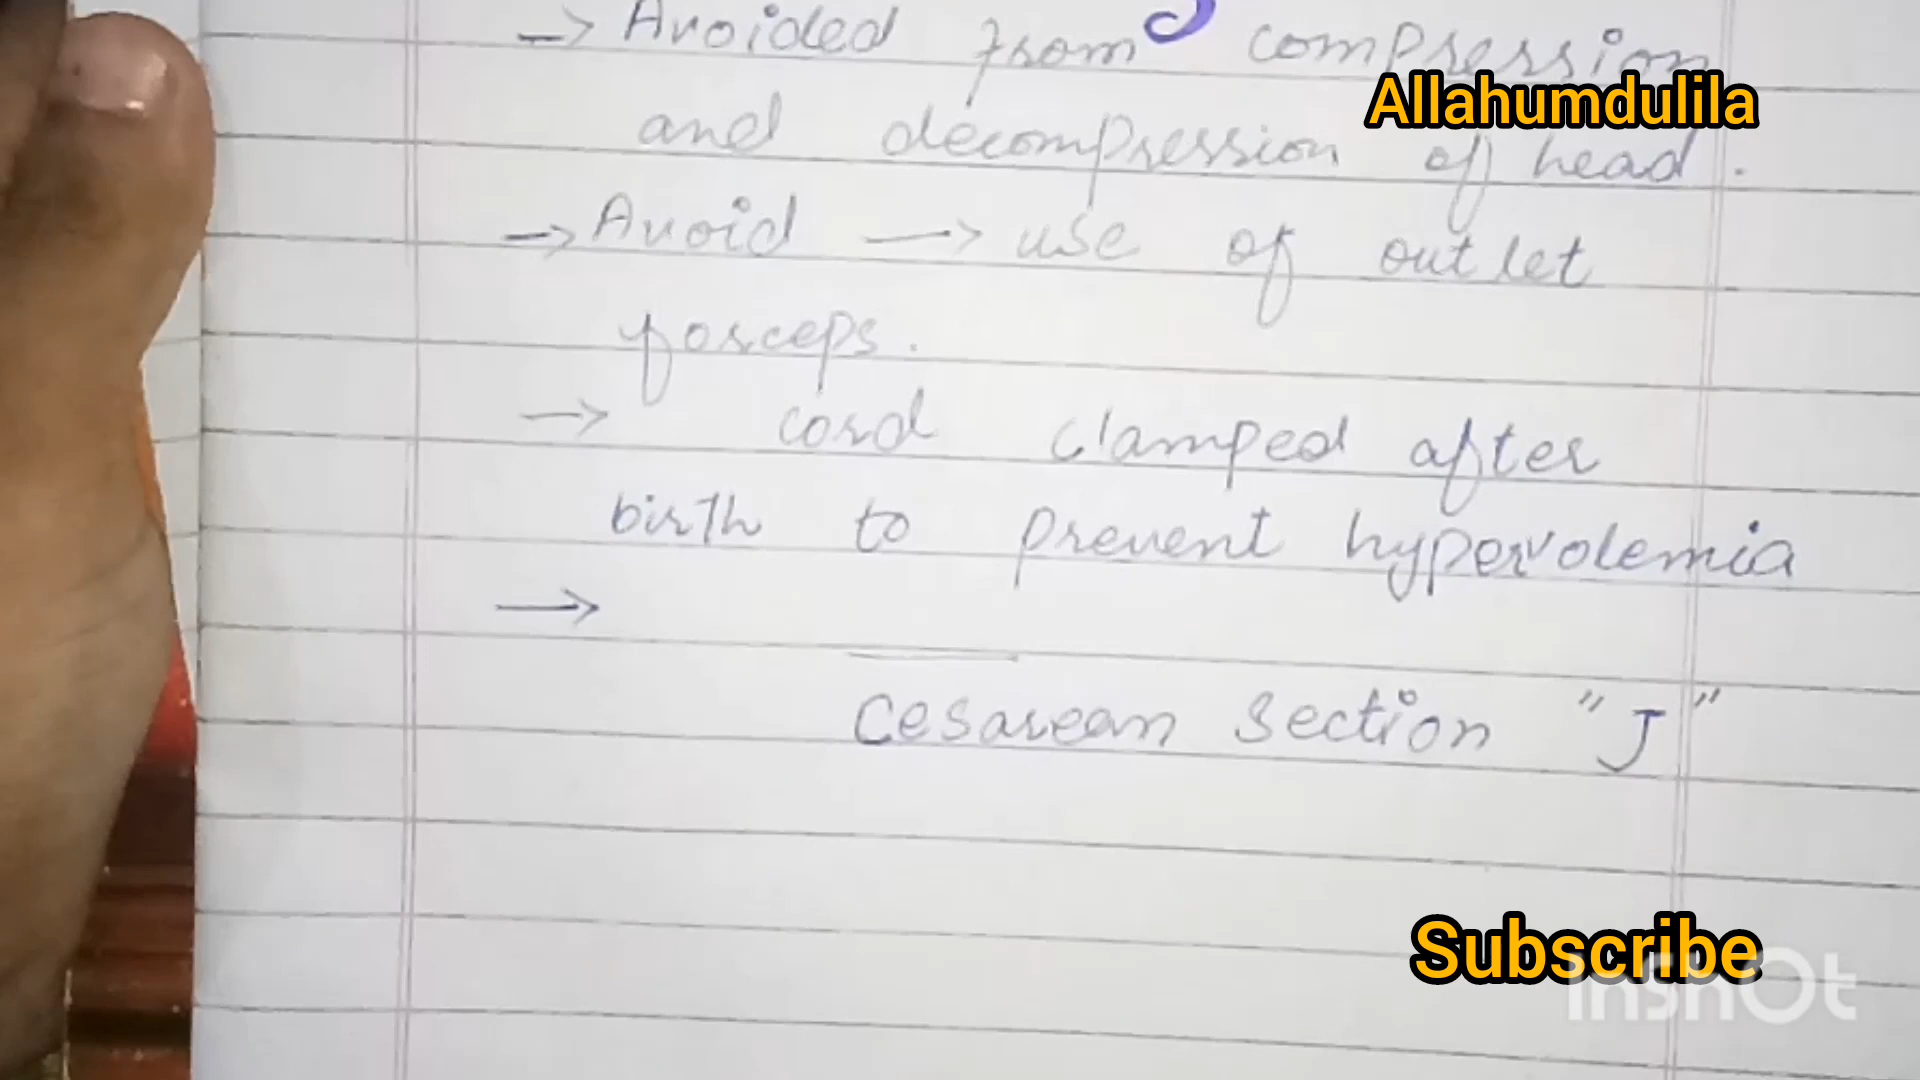 → Avoided from compression
Allahumdulila
and decompression of head.
→ Avoid → use of outlet
forceps.
→ cord clamped after
birth to prevent hypervolemia
→
Cesarean section "J"
Subscribe
InShOt